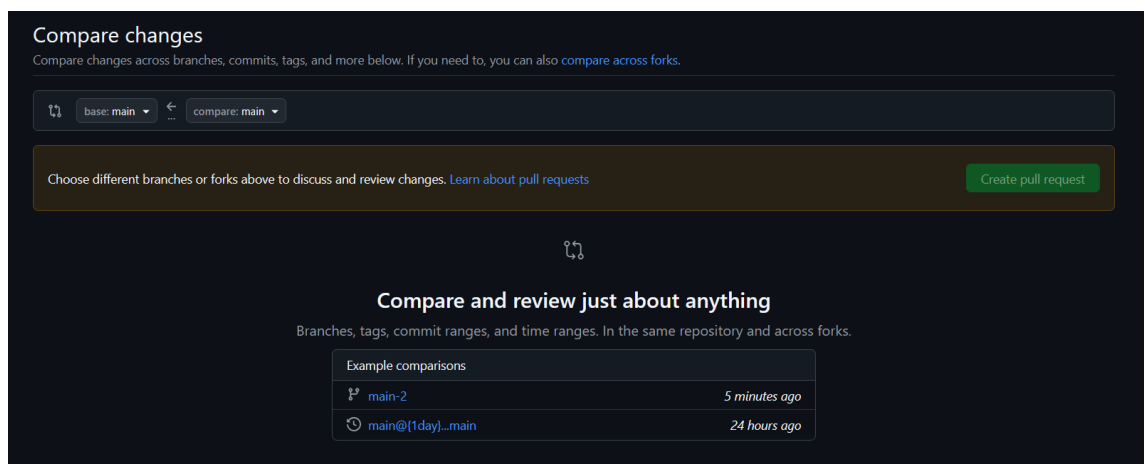 Compare changes
Compare changes across branches, commits, tags, and more below. If you need to, you can also compare across forks.
base: main ... compare: main
Choose different branches or forks above to discuss and review changes. Learn about pull requests Create pull request
Compare and review just about anything
Branches, tags, commit ranges, and time ranges. In the same repository and across forks.
Example comparisons
main-2 5 minutes ago
main@{1day}...main 24 hours ago